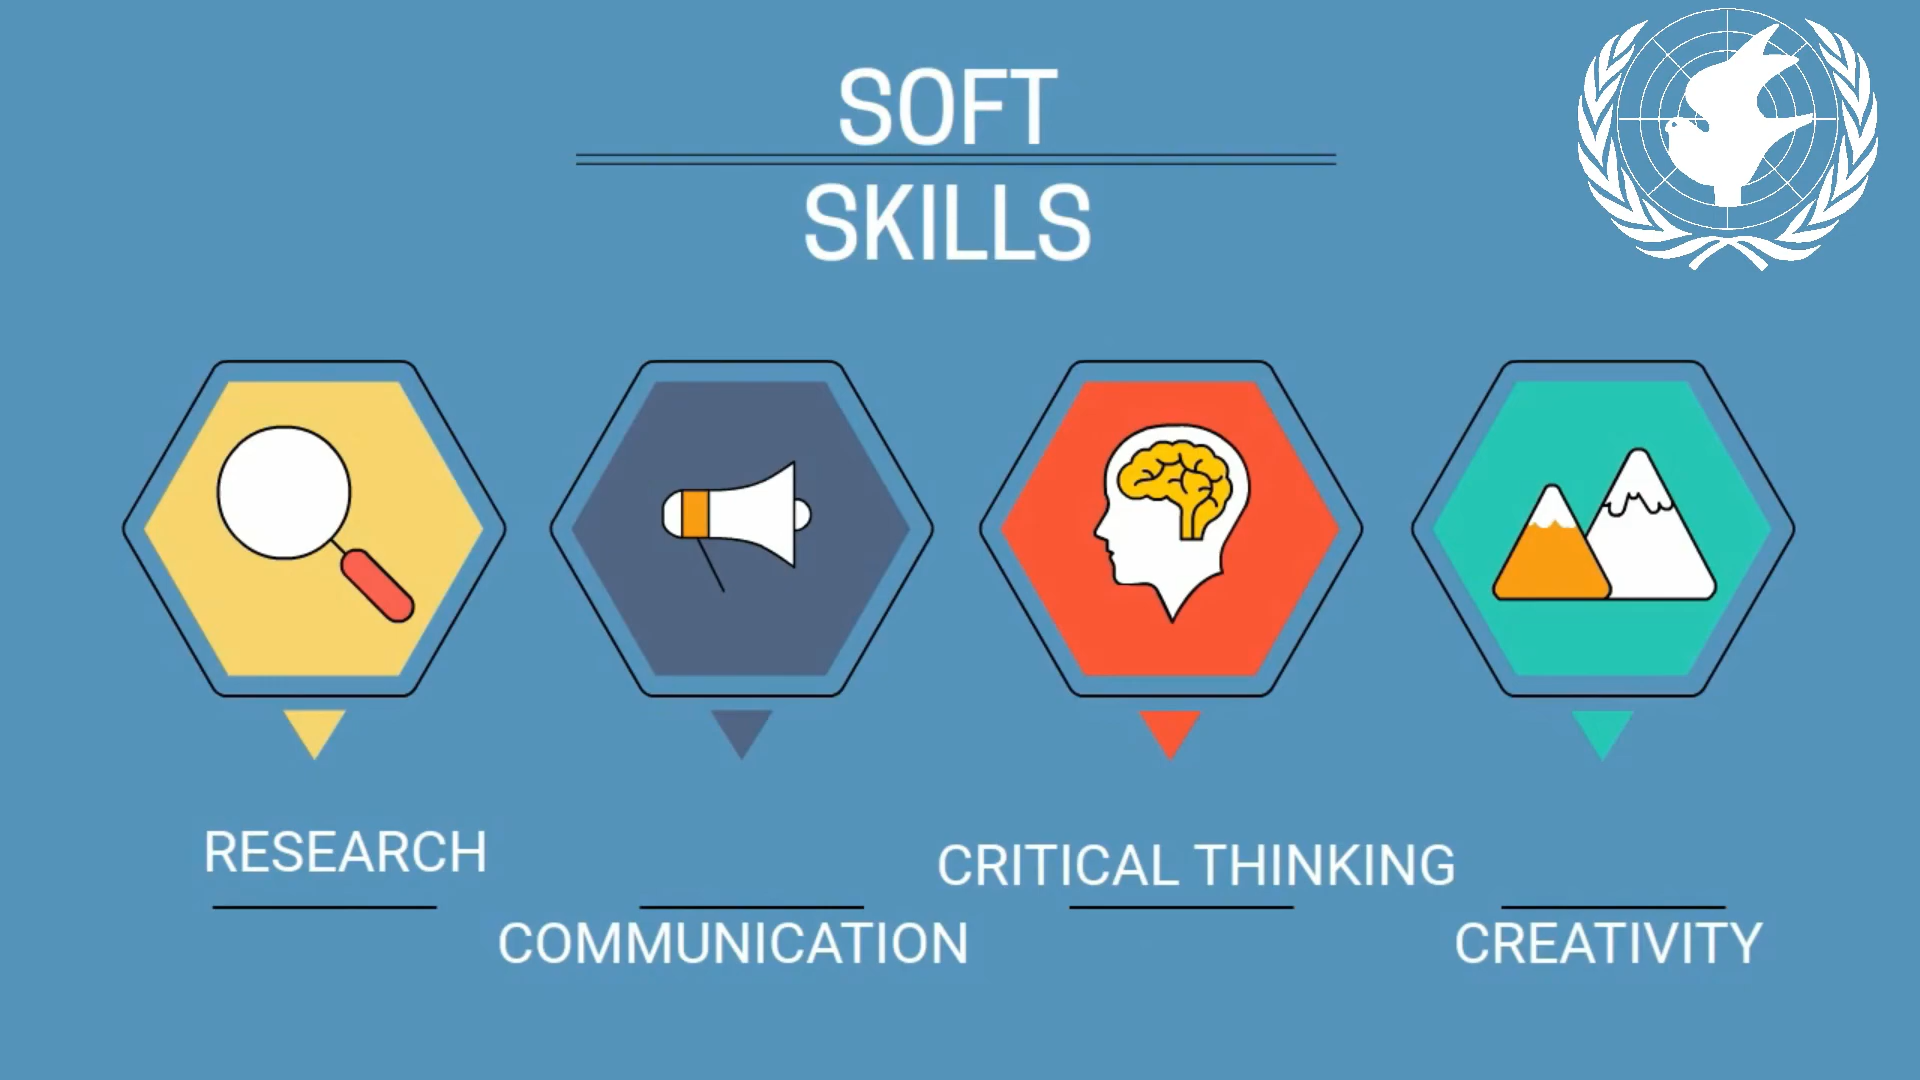 SOFT
SKILLS
RESEARCH
COMMUNICATION
CRITICAL THINKING
CREATIVITY